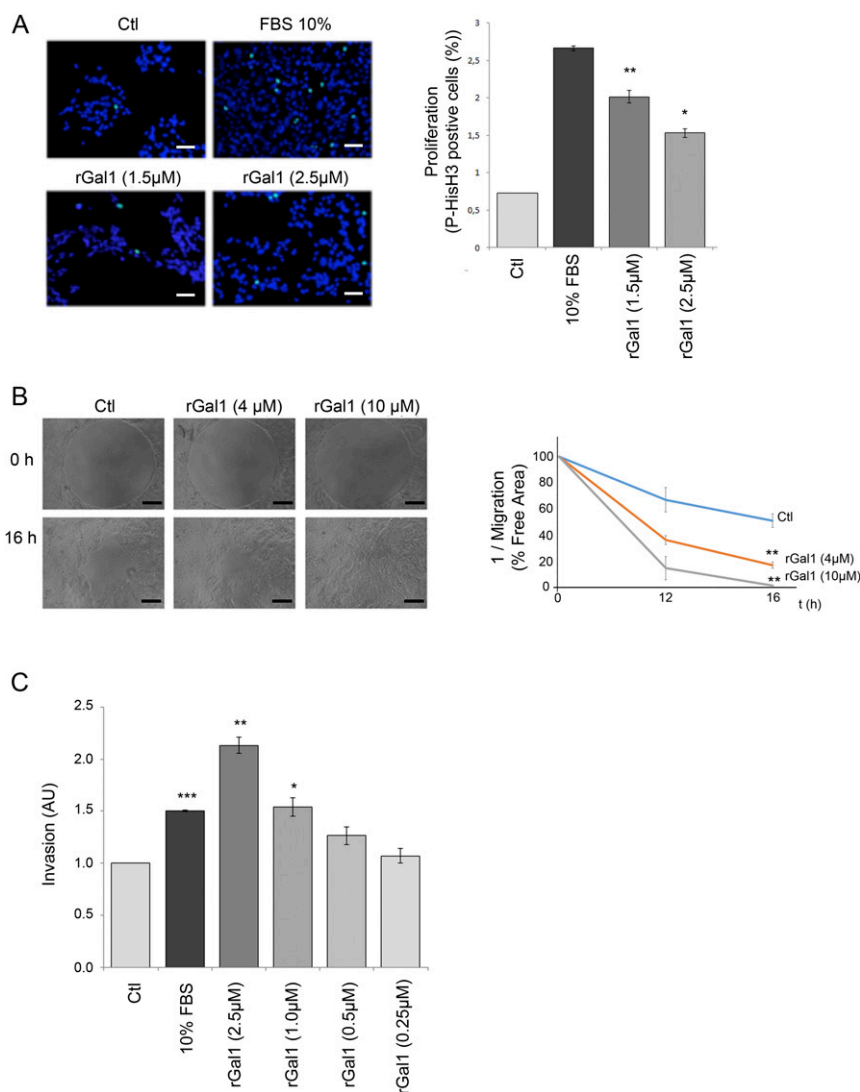 A
Ctl
FBS 10%
rGal1 (1.5µM)
rGal1 (2.5µM)
Proliferation
(P-HisH3 postive cells (%))
3
2,5
2
1,5
1
0,5
0
**
*
Ctl
10% FBS
rGal1 (1.5µM)
rGal1 (2.5µM)
B
Ctl
rGal1 (4 µM)
rGal1 (10 µM)
0 h
16 h
1 / Migration
(% Free Area)
100
80
60
40
20
0
Ctl
**
rGal1 (4µM)
**
rGal1 (10µM)
0
12
16
t (h)
C
Invasion (AU)
2.5
2.0
1.5
1.0
0.5
0.0
***
**
*
Ctl
10% FBS
rGal1 (2.5µM)
rGal1 (1.0µM)
rGal1 (0.5µM)
rGal1 (0.25µM)